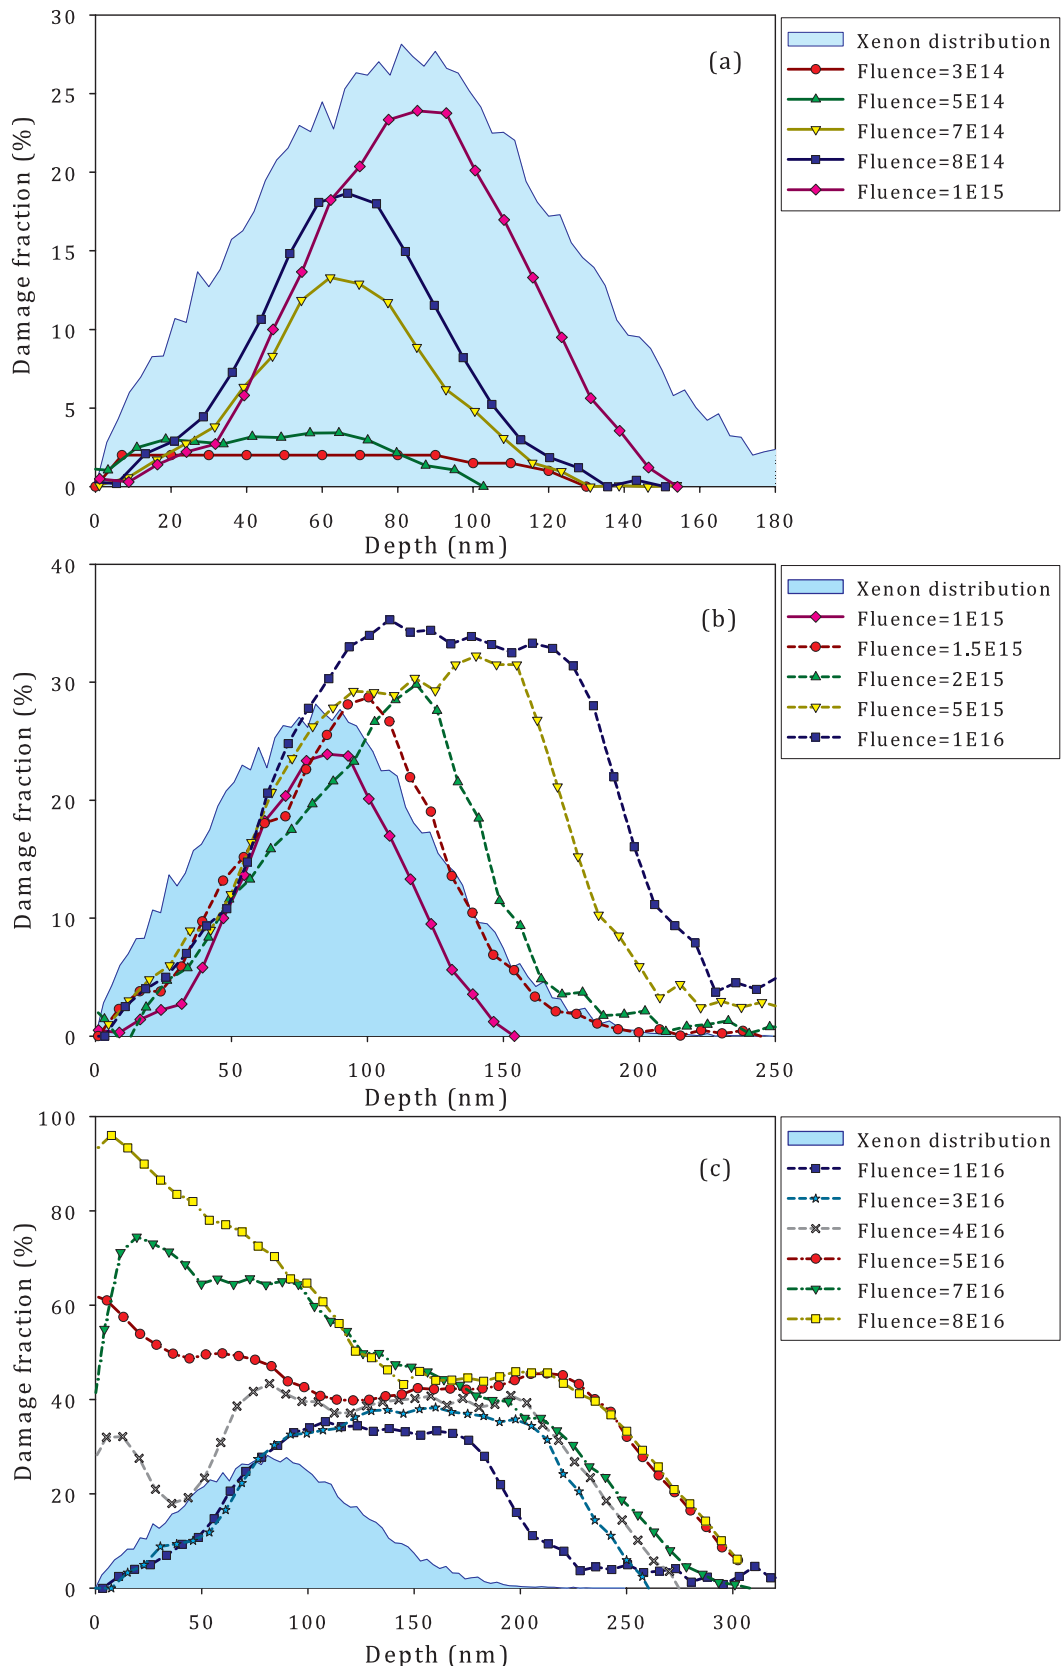 30
25
20
15
10
5
0
Damage fraction (%)
(a)
0 20 40 60 80 100 120 140 160 180
Depth (nm)
Xenon distribution
Fluence=3E14
Fluence=5E14
Fluence=7E14
Fluence=8E14
Fluence=1E15
40
30
20
10
0
Damage fraction (%)
(b)
0 50 100 150 200 250
Depth (nm)
Xenon distribution
Fluence=1E15
Fluence=1.5E15
Fluence=2E15
Fluence=5E15
Fluence=1E16
100
80
60
40
20
0
Damage fraction (%)
(c)
0 50 100 150 200 250 300
Depth (nm)
Xenon distribution
Fluence=1E16
Fluence=3E16
Fluence=4E16
Fluence=5E16
Fluence=7E16
Fluence=8E16